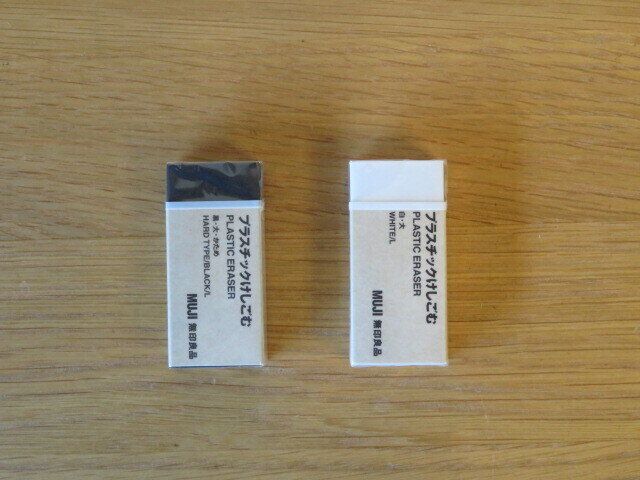 プラスチックけしごむ
PLASTIC ERASER
黒・大・かため
HARD TYPE/BLACK/L
MUJI 無印良品
プラスチックけしごむ
PLASTIC ERASER
白・大
WHITE/L
MUJI 無印良品